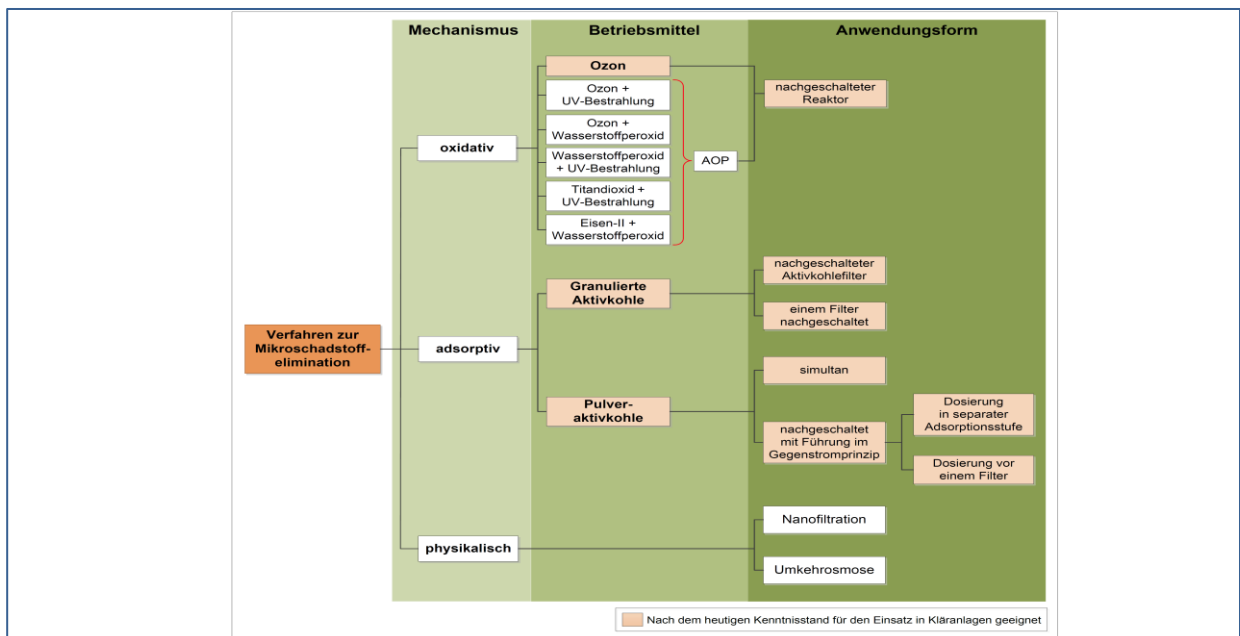 Mechanismus
Betriebsmittel
Anwendungsform
Verfahren zur
Mikroschadstoff-
elimination
oxidativ
Ozon
Ozon +
UV-Bestrahlung
Ozon +
Wasserstoffperoxid
Wasserstoffperoxid
+ UV-Bestrahlung
Titandioxid +
UV-Bestrahlung
Eisen-II +
Wasserstoffperoxid
AOP
nachgeschalteter
Reaktor
adsorptiv
Granulierte
Aktivkohle
nachgeschalteter
Aktivkohlefilter
einem Filter
nachgeschaltet
Pulver-
aktivkohle
simultan
nachgeschaltet
mit Führung im
Gegenstromprinzip
Dosierung
in separater
Adsorptionsstufe
Dosierung vor
einem Filter
physikalisch
Nanofiltration
Umkehrosmose
Nach dem heutigen Kenntnisstand für den Einsatz in Kläranlagen geeignet